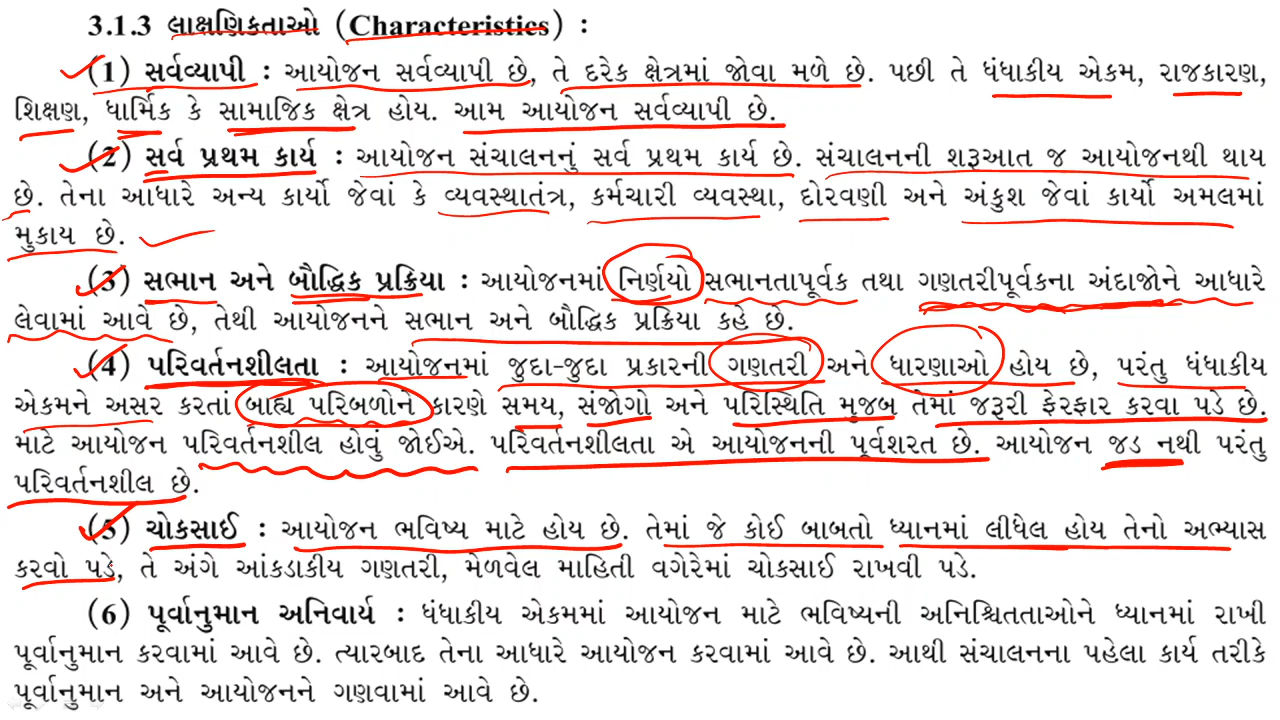 3.1.3 લાક્ષણિકતાઓ (Characteristics) :
(1) સર્વવ્યાપી : આયોજન સર્વવ્યાપી છે, તે દરેક ક્ષેત્રમાં જોવા મળે છે. પછી તે ધંધાકીય એકમ, રાજકારણ,
શિક્ષણ, ધાર્મિક કે સામાજિક ક્ષેત્ર હોય. આમ આયોજન સર્વવ્યાપી છે.
(2) સર્વ પ્રથમ કાર્ય : આયોજન સંચાલનનું સર્વ પ્રથમ કાર્ય છે. સંચાલનની શરૂઆત જ આયોજનથી થાય
છે. તેના આધારે અન્ય કાર્યો જેવાં કે વ્યવસ્થાતંત્ર, કર્મચારી વ્યવસ્થા, દોરવણી અને અંકુશ જેવાં કાર્યો અમલમાં
મુકાય છે.
(3) સભાન અને બૌદ્ધિક પ્રક્રિયા : આયોજનમાં નિર્ણયો સભાનતાપૂર્વક તથા ગણતરીપૂર્વકના અંદાજોને આધારે
લેવામાં આવે છે, તેથી આયોજનને સભાન અને બૌદ્ધિક પ્રક્રિયા કહે છે.
(4) પરિવર્તનશીલતા : આયોજનમાં જુદા-જુદા પ્રકારની ગણતરી અને ધારણાઓ હોય છે, પરંતુ ધંધાકીય
એકમને અસર કરતાં બાહ્ય પરિબળોને કારણે સમય, સંજોગો અને પરિસ્થિતિ મુજબ તેમાં જરૂરી ફેરફાર કરવા પડે છે.
માટે આયોજન પરિવર્તનશીલ હોવું જોઈએ. પરિવર્તનશીલતા એ આયોજનની પૂર્વશરત છે. આયોજન જડ નથી પરંતુ
પરિવર્તનશીલ છે.
(5) ચોકસાઈ : આયોજન ભવિષ્ય માટે હોય છે. તેમાં જે કોઈ બાબતો ધ્યાનમાં લીધેલ હોય તેનો અભ્યાસ
કરવો પડે, તે અંગે આંકડાકીય ગણતરી, મેળવેલ માહિતી વગેરેમાં ચોકસાઈ રાખવી પડે.
(6) પૂર્વાનુમાન અનિવાર્ય : ધંધાકીય એકમમાં આયોજન માટે ભવિષ્યની અનિશ્ચિતતાઓને ધ્યાનમાં રાખી
પૂર્વાનુમાન કરવામાં આવે છે. ત્યારબાદ તેના આધારે આયોજન કરવામાં આવે છે. આથી સંચાલનના પહેલા કાર્ય તરીકે
પૂર્વાનુમાન અને આયોજનને ગણવામાં આવે છે.